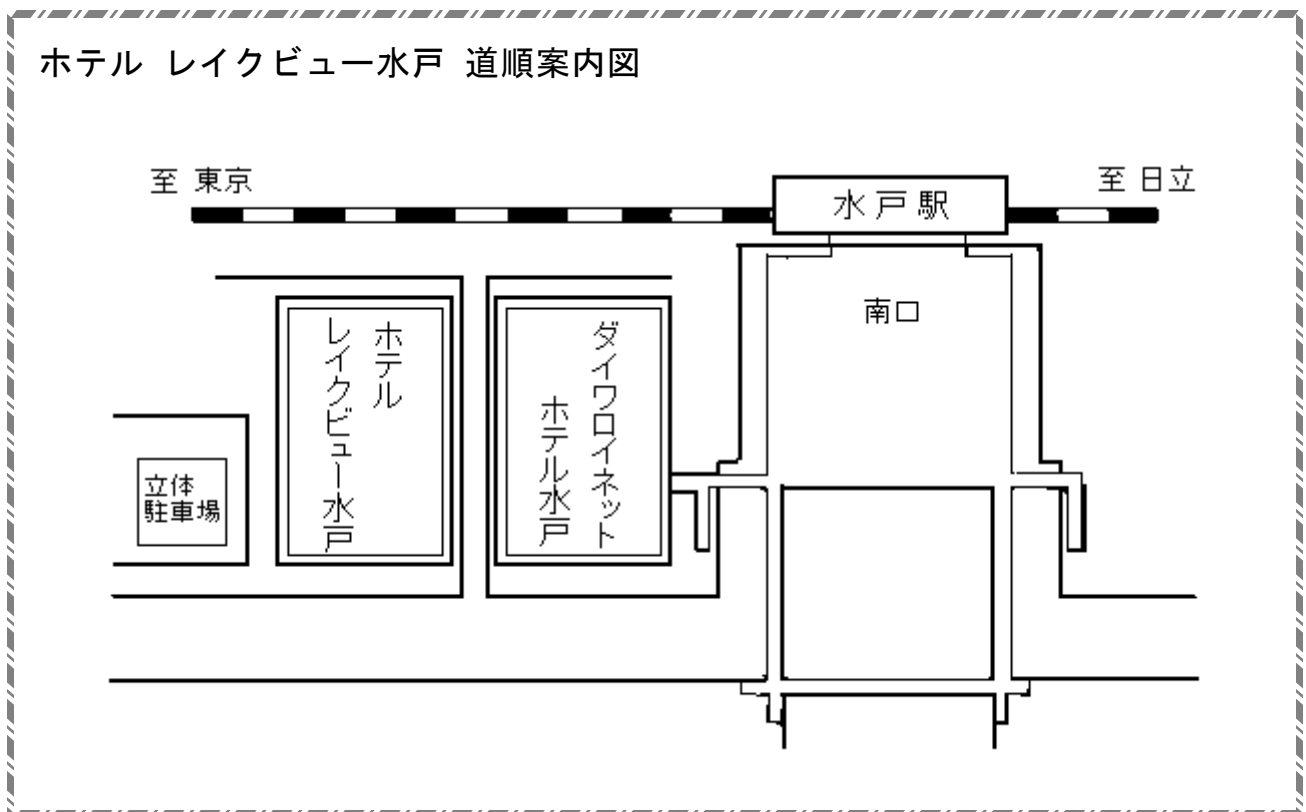 ホテル レイクビュー水戸 道順案内図
至 東京
水戸駅
至 日立
南口
ホテル
レイクビュー水戸
ダイワロイネット
ホテル水戸
立体
駐車場